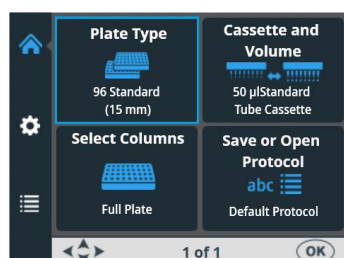 Plate Type
96 Standard
(15 mm)
Cassette and
Volume
50 µlStandard
Tube Cassette
Select Columns
Full Plate
Save or Open
Protocol
abc
Default Protocol
1 of 1
OK